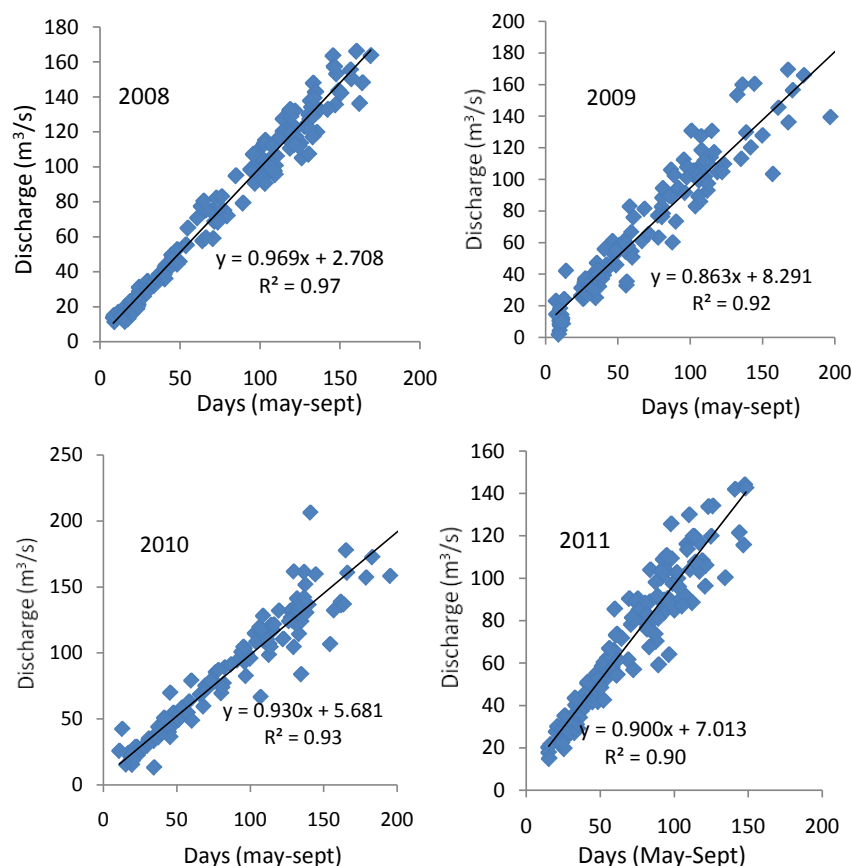 180
160
140
120
100
80
60
40
20
0
Discharge (m³/s)
2008
y = 0.969x + 2.708
R² = 0.97
0 50 100 150 200
Days (may-sept)
200
180
160
140
120
100
80
60
40
20
0
Discharge (m³/s)
2009
y = 0.863x + 8.291
R² = 0.92
0 50 100 150 200
Days (may-sept)
250
200
150
100
50
0
Discharge (m³/s)
2010
y = 0.930x + 5.681
R² = 0.93
0 50 100 150 200
Days (may-sept)
160
140
120
100
80
60
40
20
0
Discharge (m³/s)
2011
y = 0.900x + 7.013
R² = 0.90
0 50 100 150 200
Days (May-Sept)